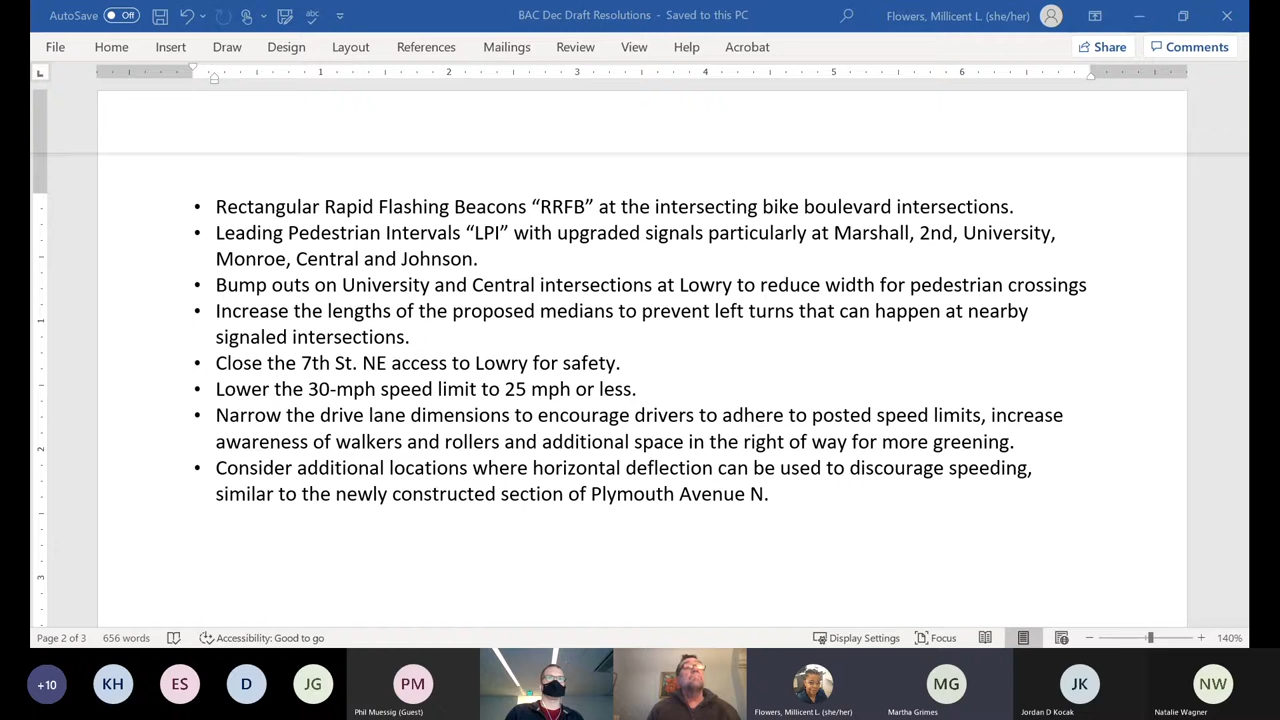 AutoSave Off
BAC Dec Draft Resolutions - Saved to this PC
Flowers, Millicent L. (she/her)
File Home Insert Draw Design Layout References Mailings Review View Help Acrobat Share Comments
1 2 3 4 5 6
• Rectangular Rapid Flashing Beacons “RRFB” at the intersecting bike boulevard intersections.
• Leading Pedestrian Intervals “LPI” with upgraded signals particularly at Marshall, 2nd, University,
Monroe, Central and Johnson.
• Bump outs on University and Central intersections at Lowry to reduce width for pedestrian crossings
• Increase the lengths of the proposed medians to prevent left turns that can happen at nearby
signaled intersections.
• Close the 7th St. NE access to Lowry for safety.
• Lower the 30-mph speed limit to 25 mph or less.
• Narrow the drive lane dimensions to encourage drivers to adhere to posted speed limits, increase
awareness of walkers and rollers and additional space in the right of way for more greening.
• Consider additional locations where horizontal deflection can be used to discourage speeding,
similar to the newly constructed section of Plymouth Avenue N.
1
2
3
Page 2 of 3 656 words Accessibility: Good to go Display Settings Focus 140%
+10 KH ES D JG PM MG JK NW
Phil Muessig (Guest) Flowers, Millicent L. (she/her) Martha Grimes Jordan D Kocak Natalie Wagner